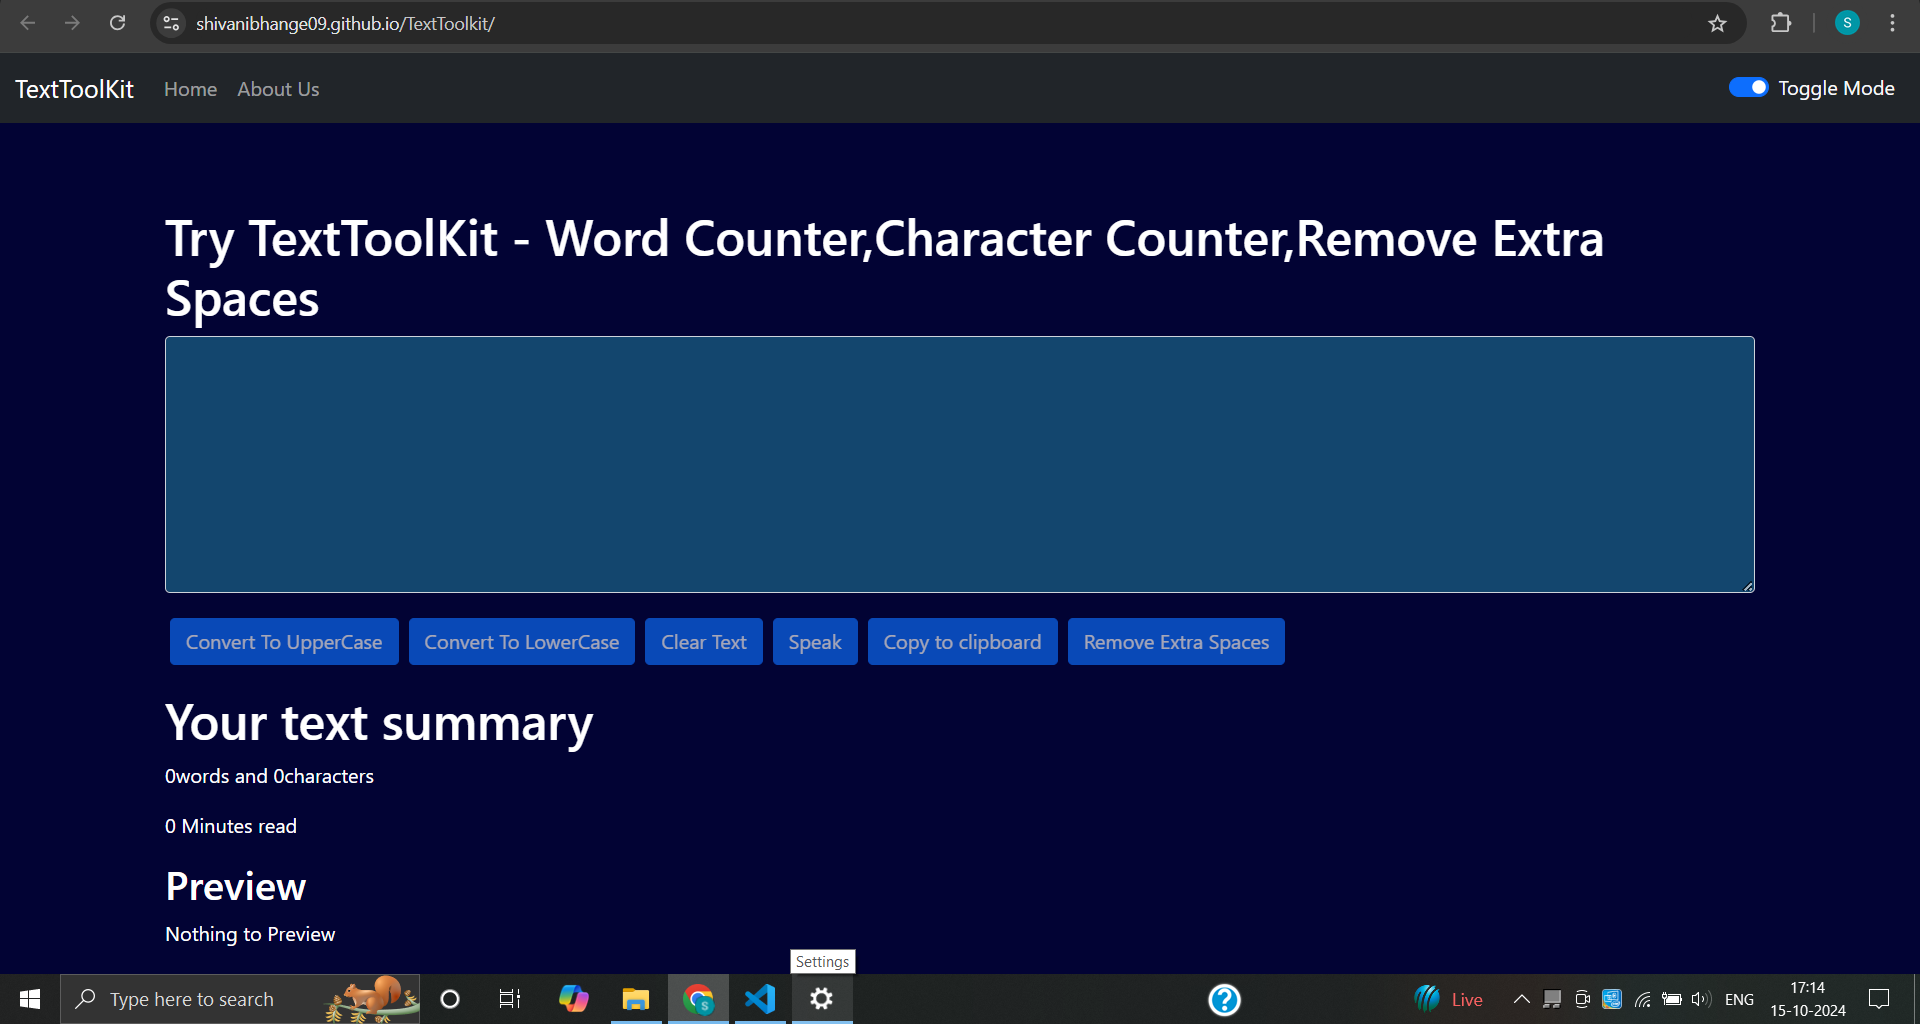 shivanibhange09.github.io/TextToolkit/
S
TextToolKit Home About Us Toggle Mode
Try TextToolKit - Word Counter,Character Counter,Remove Extra
Spaces
Convert To UpperCase Convert To LowerCase Clear Text Speak Copy to clipboard Remove Extra Spaces
Your text summary
0words and 0characters
0 Minutes read
Preview
Nothing to Preview
Settings
Type here to search S ? Live ENG 17:14
15-10-2024